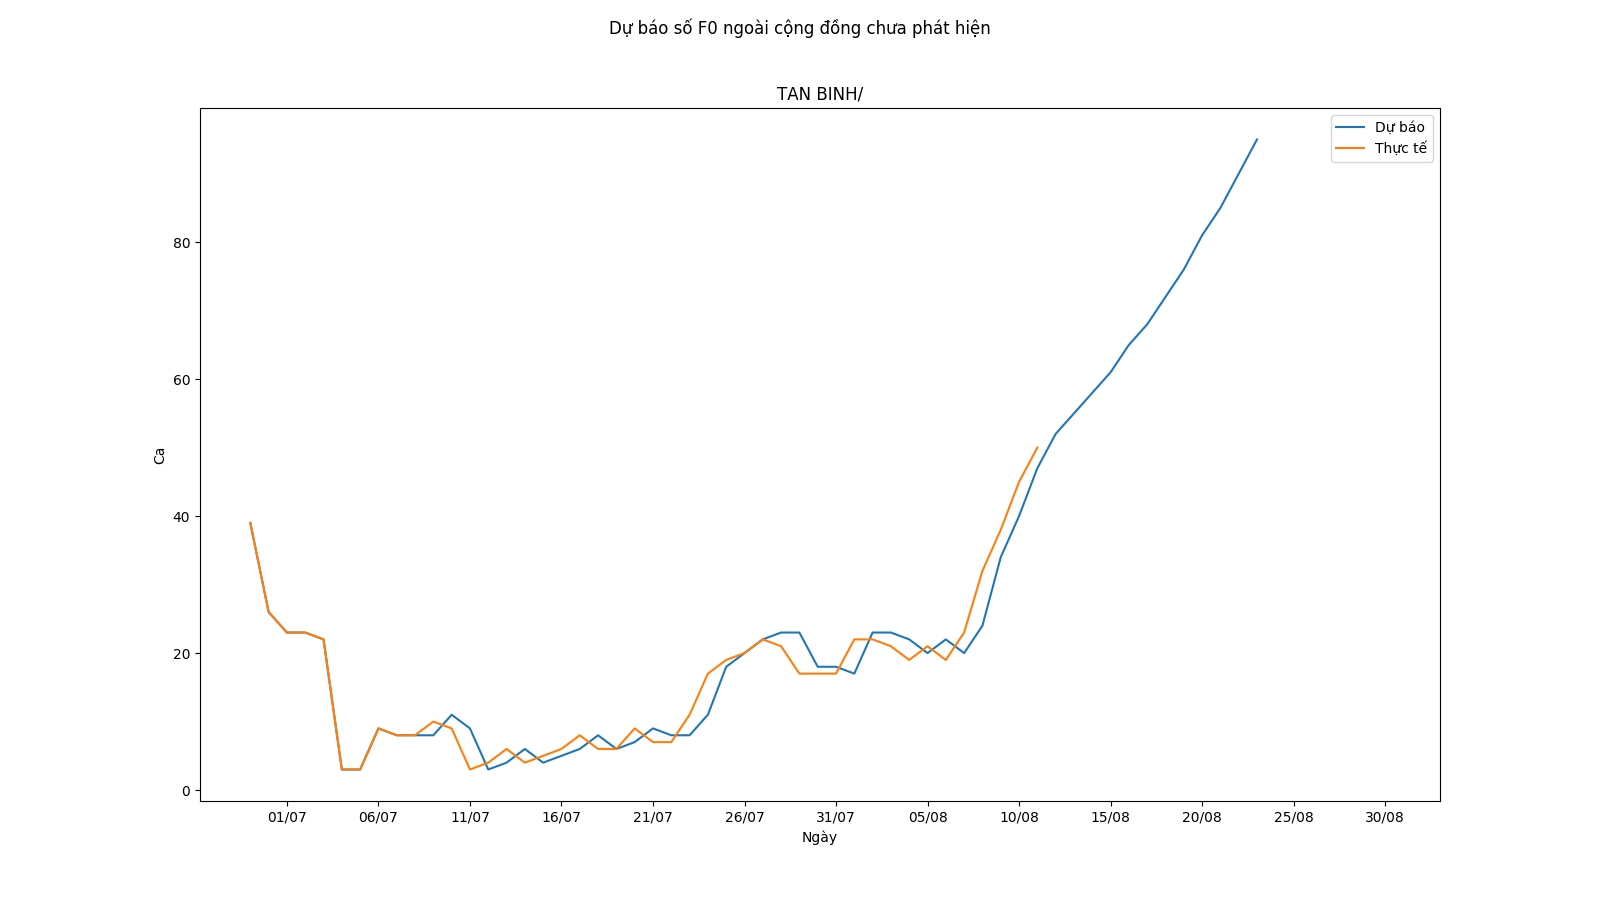 Dự báo số F0 ngoài cộng đồng chưa phát hiện
TAN BINH/
Dự báo
Thực tế
Ca
80
60
40
20
0
01/07 06/07 11/07 16/07 21/07 26/07 31/07 05/08 10/08 15/08 20/08 25/08 30/08
Ngày